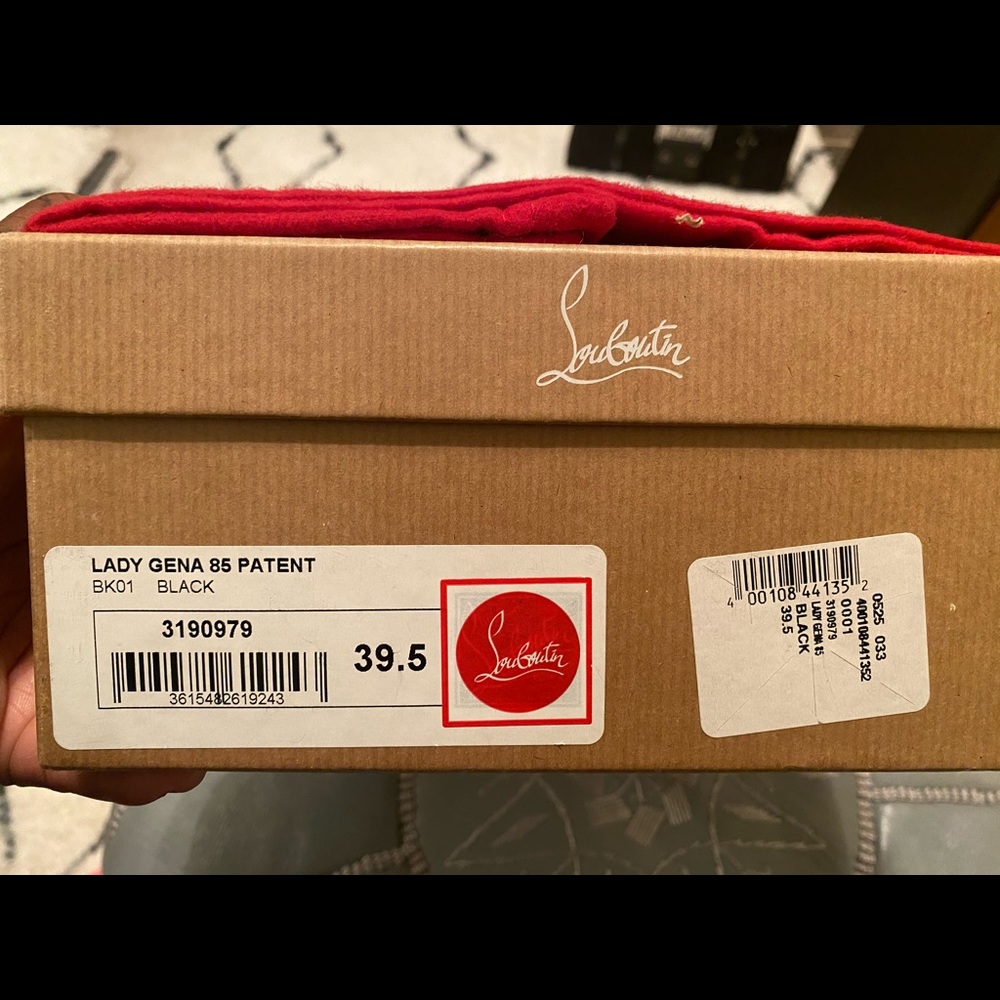 Louboutin
LADY GENA 85 PATENT
BK01 BLACK
3190979
39.5
3615482619243
Louboutin
4 00108 44135 2
0525 033
400108441352
0001
3190979
LADY GENA 85
BLACK
39.5